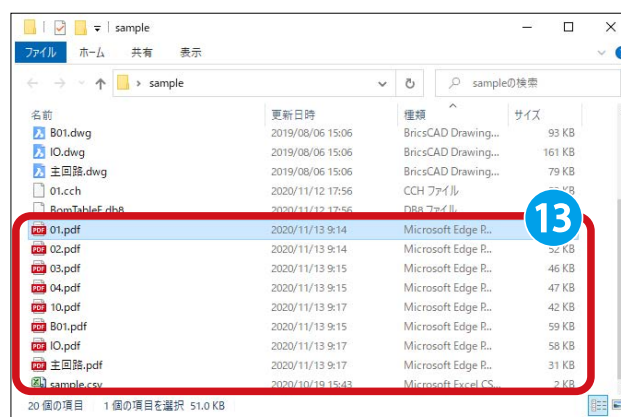 sample
ファイル ホーム 共有 表示
sample sampleの検索
名前 更新日時 種類 サイズ
B01.dwg 2019/08/06 15:06 BricsCAD Drawing... 93 KB
IO.dwg 2019/08/06 15:06 BricsCAD Drawing... 161 KB
主回路.dwg 2019/08/06 15:06 BricsCAD Drawing... 79 KB
01.cch 2020/11/12 17:56 CCH ファイル
BomTableF.db8 2020/11/12 17:56 DB8 ファイル
13
01.pdf 2020/11/13 9:14 Microsoft Edge P...
02.pdf 2020/11/13 9:14 Microsoft Edge P... 52 KB
03.pdf 2020/11/13 9:15 Microsoft Edge P... 46 KB
04.pdf 2020/11/13 9:15 Microsoft Edge P... 47 KB
10.pdf 2020/11/13 9:17 Microsoft Edge P... 42 KB
B01.pdf 2020/11/13 9:15 Microsoft Edge P... 59 KB
IO.pdf 2020/11/13 9:17 Microsoft Edge P... 58 KB
主回路.pdf 2020/11/13 9:17 Microsoft Edge P... 31 KB
sample.csv 2020/10/19 15:43 Microsoft Excel CS... 2 KB
20 個の項目 1 個の項目を選択 51.0 KB